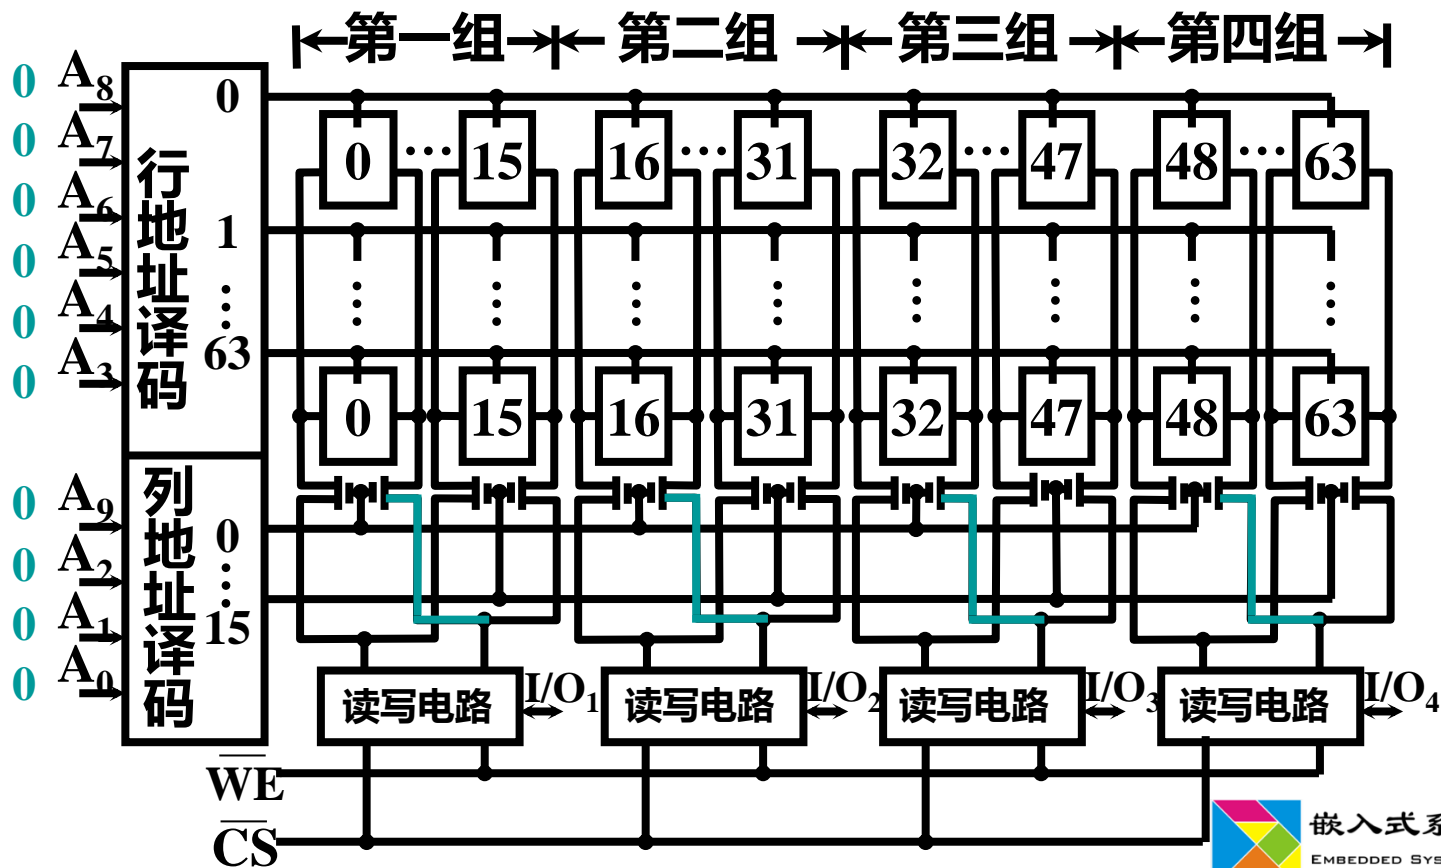 第一组 第二组 第三组 第四组
0 A8
0 A7
0 A6
0 A5
0 A4
0 A3
行地址译码
0
1
⋮
63
0 ··· 15 16 ··· 31 32 ··· 47 48 ··· 63
0 15 16 31 32 47 48 63
0 A9
0 A2
0 A1
0 A0
列地址译码
0
⋮
15
读写电路 I/O1 读写电路 I/O2 读写电路 I/O3 读写电路 I/O4
W̅E̅
C̅S̅
嵌入式系
EMBEDDED SYS